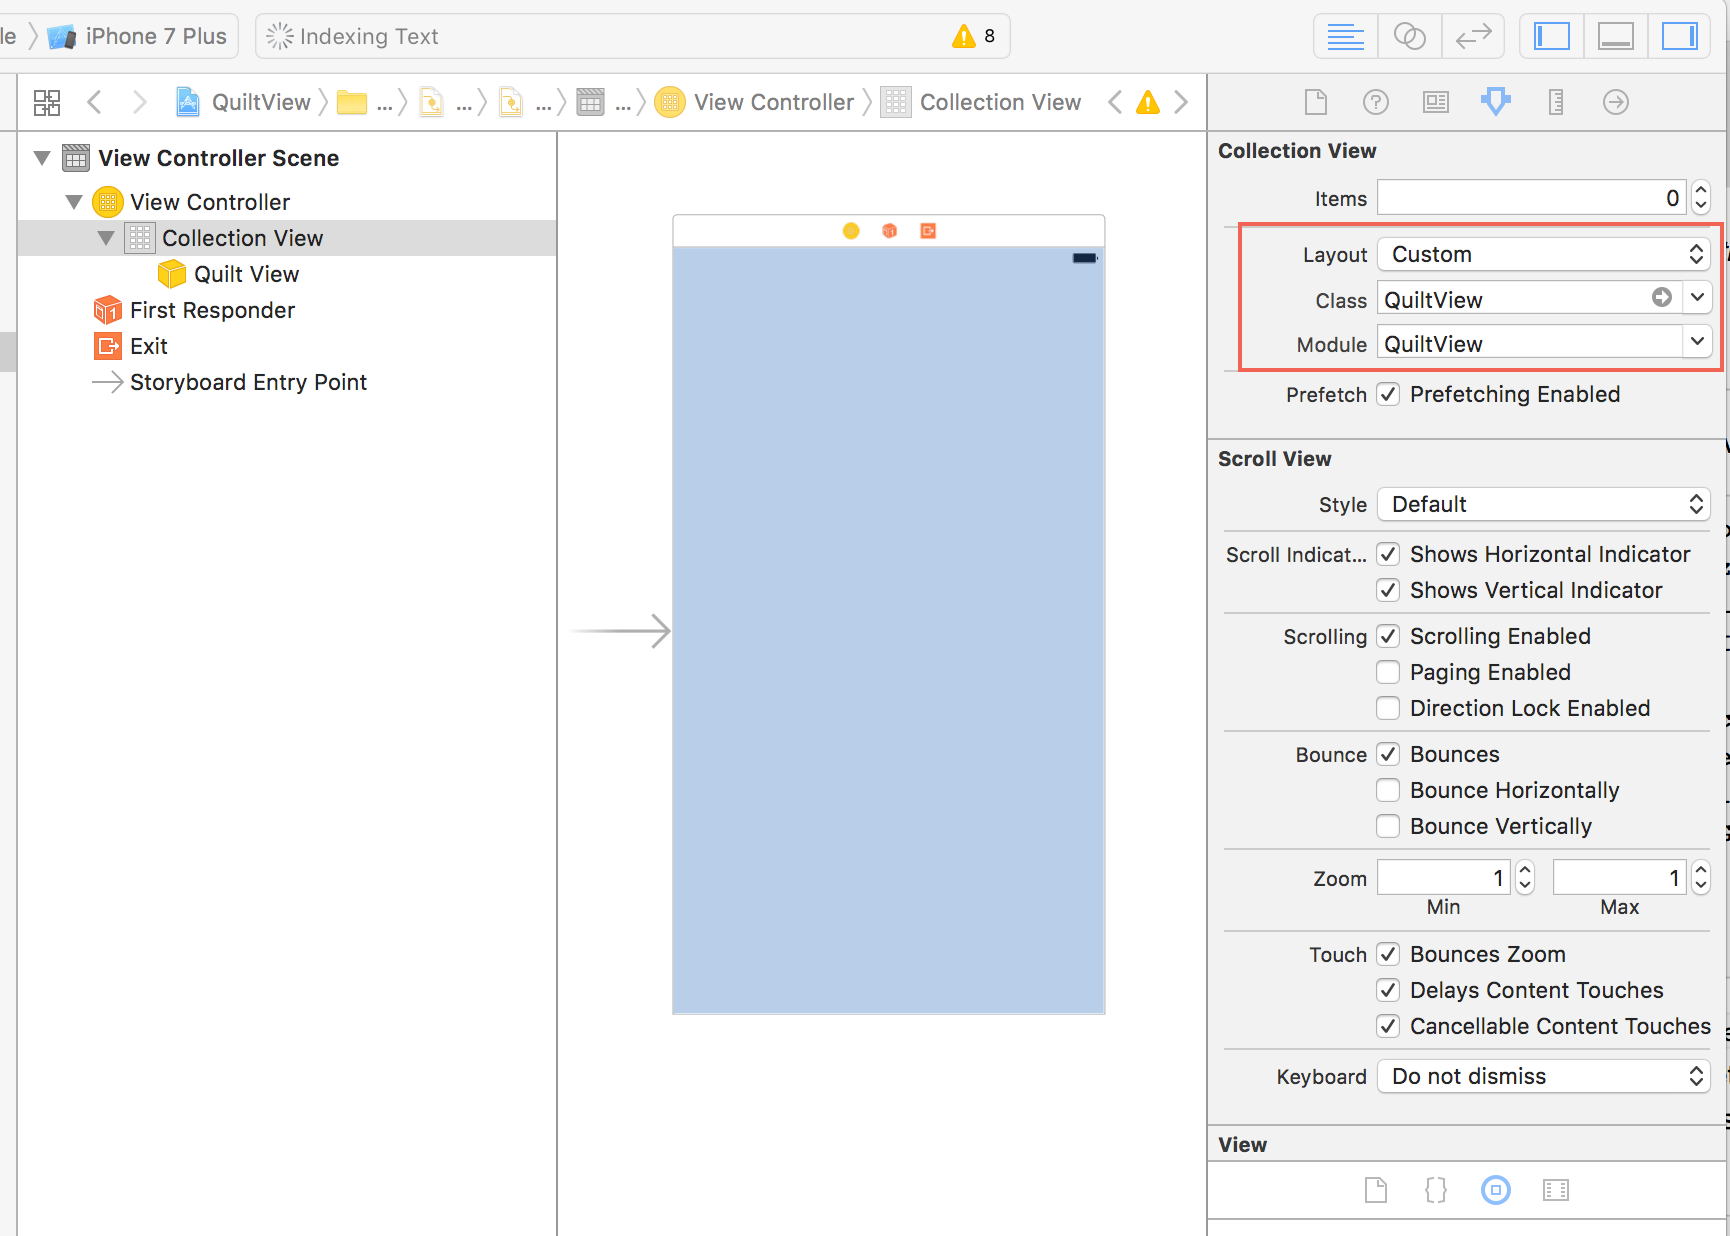 le iPhone 7 Plus Indexing Text 8
QuiltView ... ... ... ... View Controller Collection View
View Controller Scene
View Controller
Collection View
Quilt View
First Responder
Exit
Storyboard Entry Point
Collection View
Items 0
Layout Custom
Class QuiltView
Module QuiltView
Prefetch Prefetching Enabled
Scroll View
Style Default
Scroll Indicat... Shows Horizontal Indicator
Shows Vertical Indicator
Scrolling Scrolling Enabled
Paging Enabled
Direction Lock Enabled
Bounce Bounces
Bounce Horizontally
Bounce Vertically
Zoom 1 1
Min Max
Touch Bounces Zoom
Delays Content Touches
Cancellable Content Touches
Keyboard Do not dismiss
View